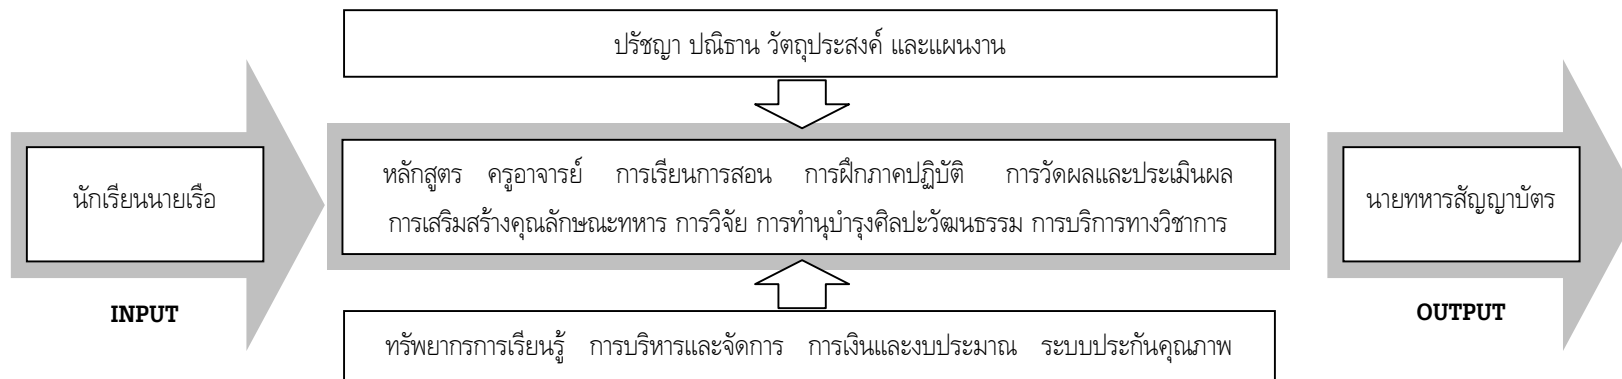 ปรัชญา ปณิธาน วัตถุประสงค์ และแผนงาน
นักเรียนนายเรือ
หลักสูตร ครูอาจารย์ การเรียนการสอน การฝึกภาคปฏิบัติ การวัดผลและประเมินผล
การเสริมสร้างคุณลักษณะทหาร การวิจัย การทำนุบำรุงศิลปะวัฒนธรรม การบริการทางวิชาการ
นายทหารสัญญาบัตร
INPUT
OUTPUT
ทรัพยากรการเรียนรู้ การบริหารและจัดการ การเงินและงบประมาณ ระบบประกันคุณภาพ